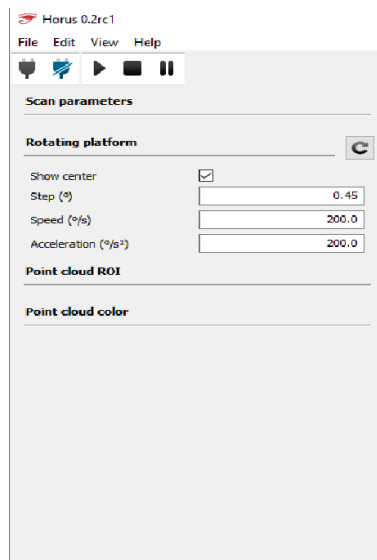 Horus 0.2rc1
File Edit View Help
Scan parameters
Rotating platform
Show center
Step (º) 0.45
Speed (º/s) 200.0
Acceleration (º/s²) 200.0
Point cloud ROI
Point cloud color